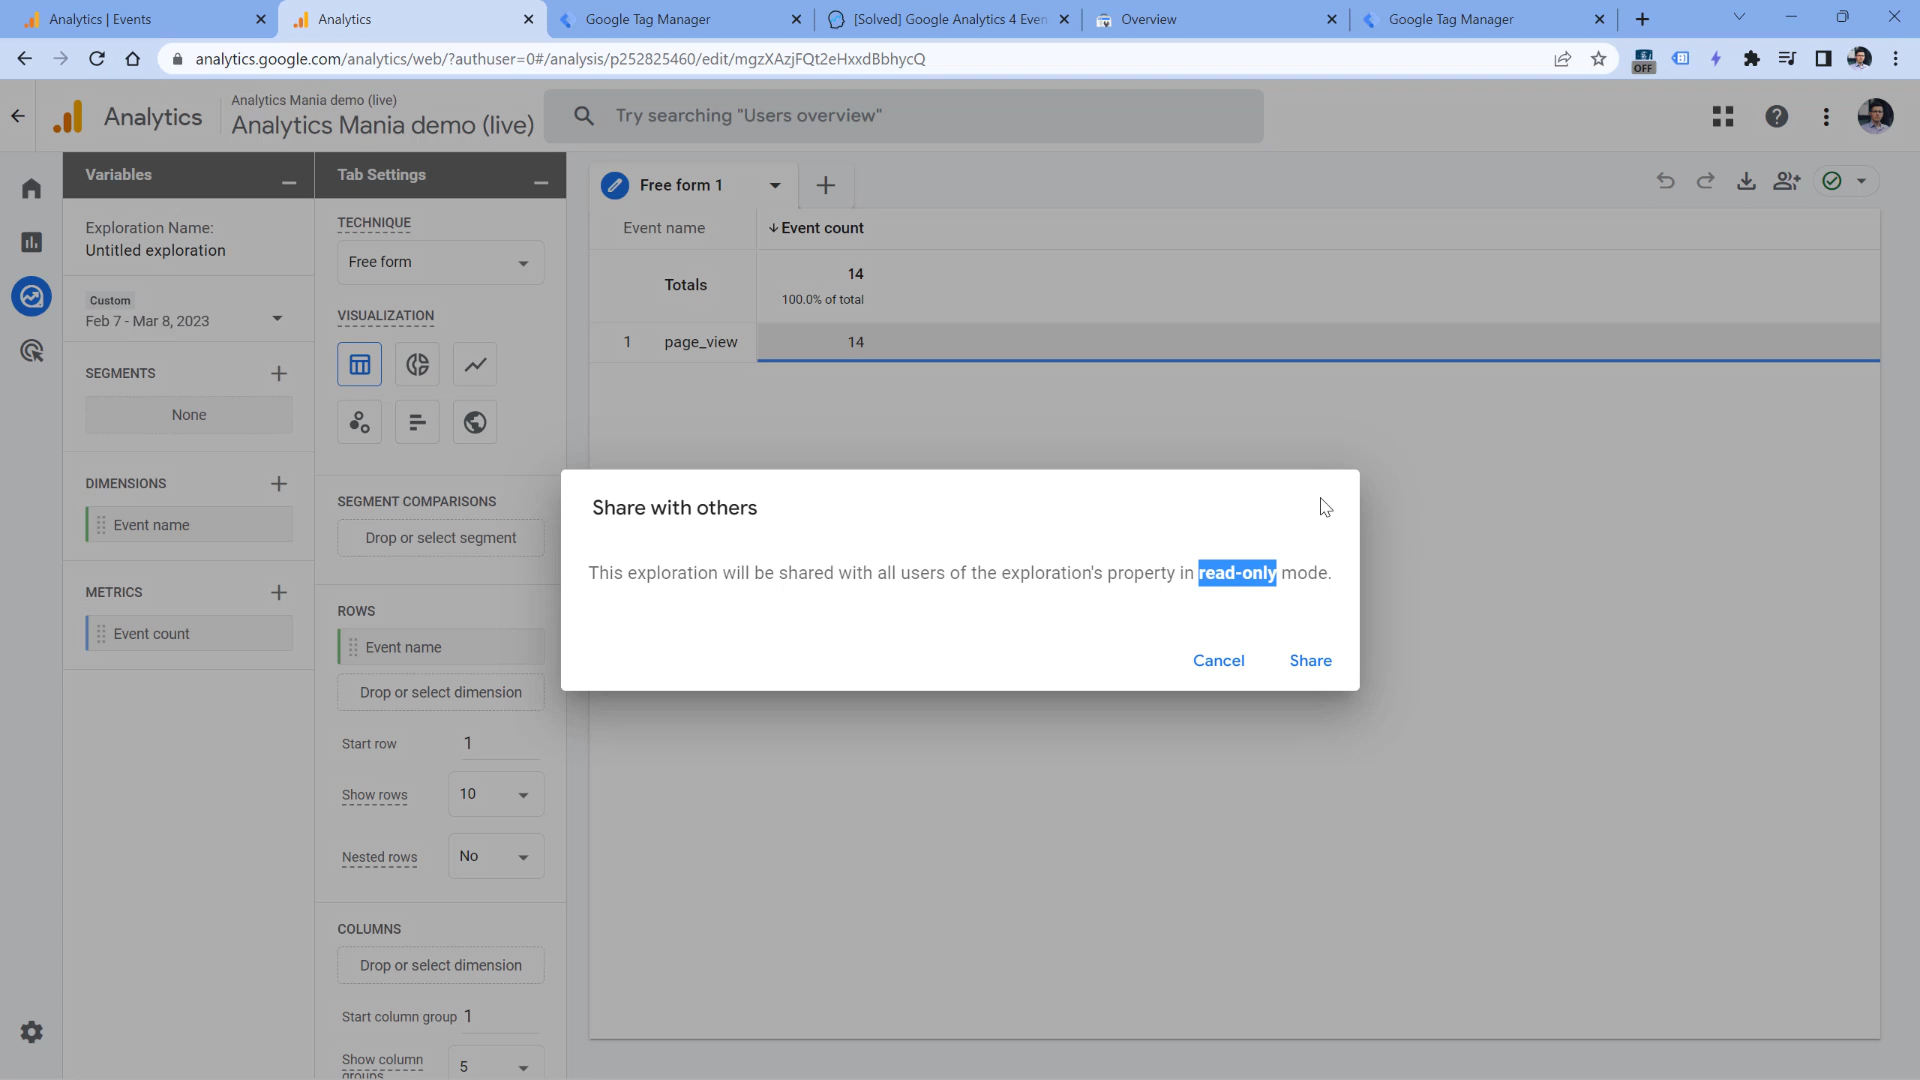 Analytics | Events
Analytics
Google Tag Manager
[Solved] Google Analytics 4 Even
Overview
Google Tag Manager
analytics.google.com/analytics/web/?authuser=0#/analysis/p252825460/edit/mgzXAzjFQt2eHxxdBbhycQ
OFF
Analytics
Analytics Mania demo (live)
Analytics Mania demo (live)
Try searching "Users overview"
Variables
Exploration Name:
Untitled exploration
Custom
Feb 7 - Mar 8, 2023
SEGMENTS
None
DIMENSIONS
Event name
METRICS
Event count
Tab Settings
TECHNIQUE
Free form
VISUALIZATION
SEGMENT COMPARISONS
Drop or select segment
ROWS
Event name
Drop or select dimension
Start row 1
Show rows 10
Nested rows No
COLUMNS
Drop or select dimension
Start column group 1
Show column
groups
5
Free form 1
Event name Event count
Totals 14
100.0% of total
1 page_view 14
Share with others
This exploration will be shared with all users of the exploration's property in read-only mode.
Cancel Share